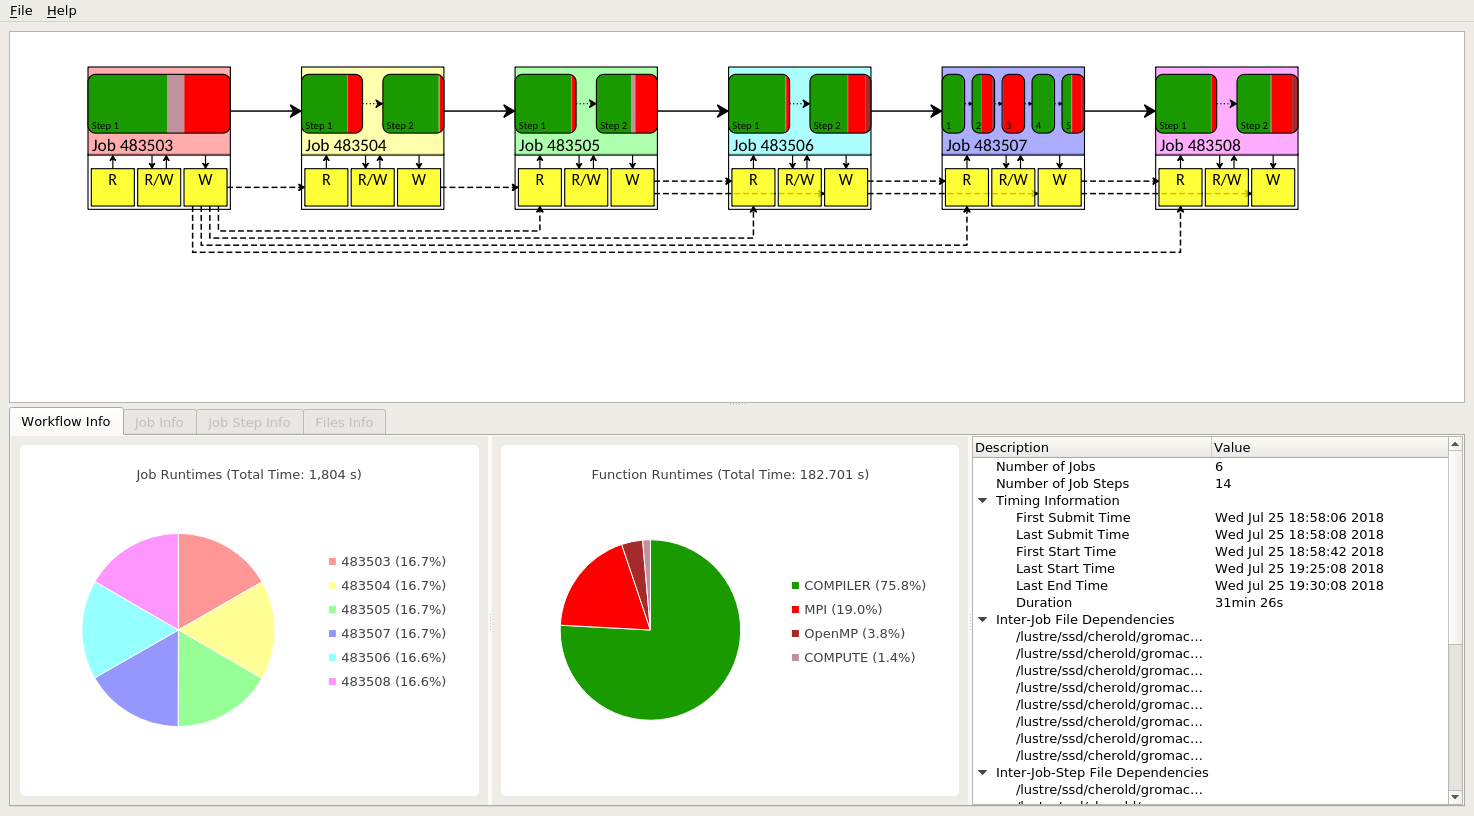 File Help
Step 1
Job 483503
R R/W W
Step 1 Step 2
Job 483504
R R/W W
Step 1 Step 2
Job 483505
R R/W W
Step 1 Step 2
Job 483506
R R/W W
1 2 3 4 5
Job 483507
R R/W W
Step 1 Step 2
Job 483508
R R/W W
Workflow Info Job Info Job Step Info Files Info
Job Runtimes (Total Time: 1,804 s)
483503 (16.7%)
483504 (16.7%)
483505 (16.7%)
483507 (16.7%)
483506 (16.6%)
483508 (16.6%)
Function Runtimes (Total Time: 182.701 s)
COMPILER (75.8%)
MPI (19.0%)
OpenMP (3.8%)
COMPUTE (1.4%)
Description Value
Number of Jobs 6
Number of Job Steps 14
Timing Information
First Submit Time Wed Jul 25 18:58:06 2018
Last Submit Time Wed Jul 25 18:58:08 2018
First Start Time Wed Jul 25 18:58:42 2018
Last Start Time Wed Jul 25 19:25:08 2018
Last End Time Wed Jul 25 19:30:08 2018
Duration 31min 26s
Inter-Job File Dependencies
/lustre/ssd/cherold/gromac...
/lustre/ssd/cherold/gromac...
/lustre/ssd/cherold/gromac...
/lustre/ssd/cherold/gromac...
/lustre/ssd/cherold/gromac...
/lustre/ssd/cherold/gromac...
/lustre/ssd/cherold/gromac...
/lustre/ssd/cherold/gromac...
Inter-Job-Step File Dependencies
/lustre/ssd/cherold/gromac...